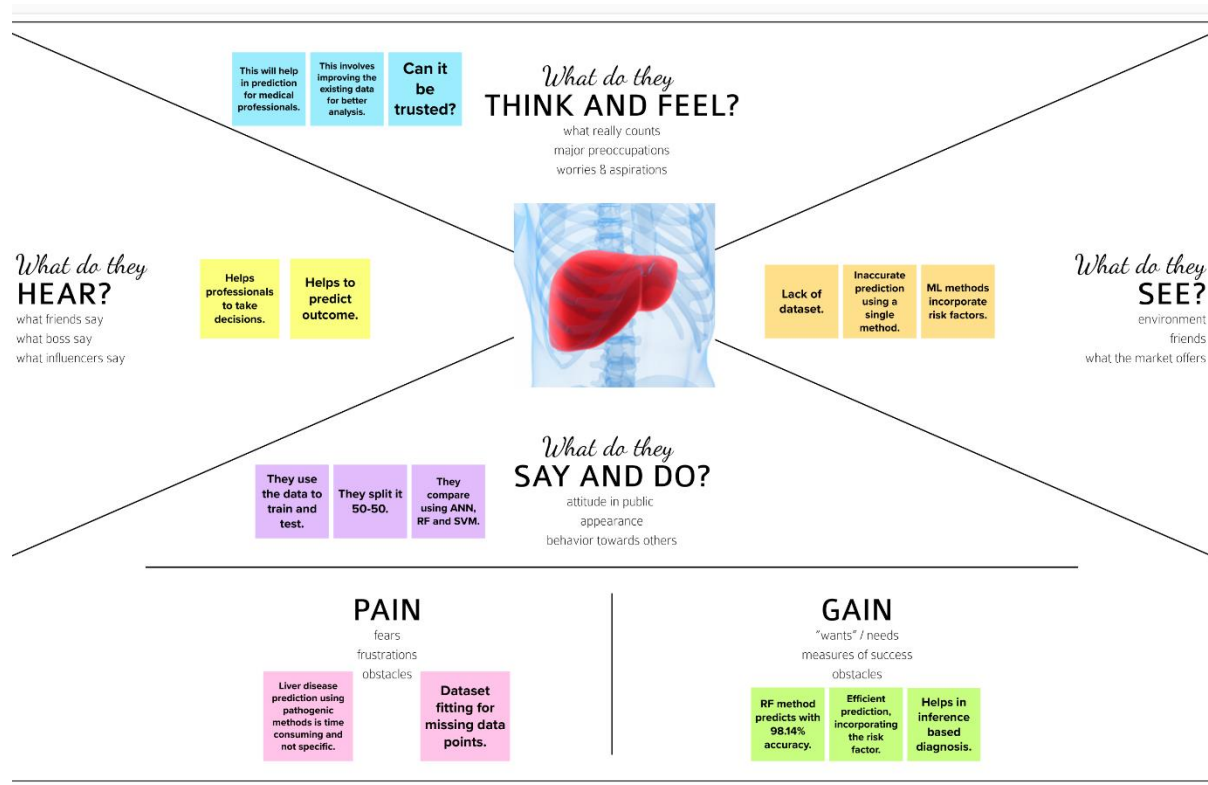 This will help
in prediction
for medical
professionals.
This involves
improving the
existing data
for better
analysis.
Can it
be
trusted?
What do they
THINK AND FEEL?
what really counts
major preoccupations
worries & aspirations
What do they
HEAR?
what friends say
what boss say
what influencers say
Helps
professionals
to take
decisions.
Helps to
predict
outcome.
Lack of
dataset.
Inaccurate
prediction
using a
single
method.
ML methods
incorporate
risk factors.
What do they
SEE?
environment
friends
what the market offers
They use
the data to
train and
test.
They split it
50-50.
They
compare
using ANN,
RF and SVM.
What do they
SAY AND DO?
attitude in public
appearance
behavior towards others
PAIN
fears
frustrations
obstacles
Liver disease
prediction using
pathogenic
methods is time
consuming and
not specific.
Dataset
fitting for
missing data
points.
GAIN
"wants" / needs
measures of success
obstacles
RF method
predicts with
98.14%
accuracy.
Efficient
prediction,
incorporating
the risk
factor.
Helps in
inference
based
diagnosis.